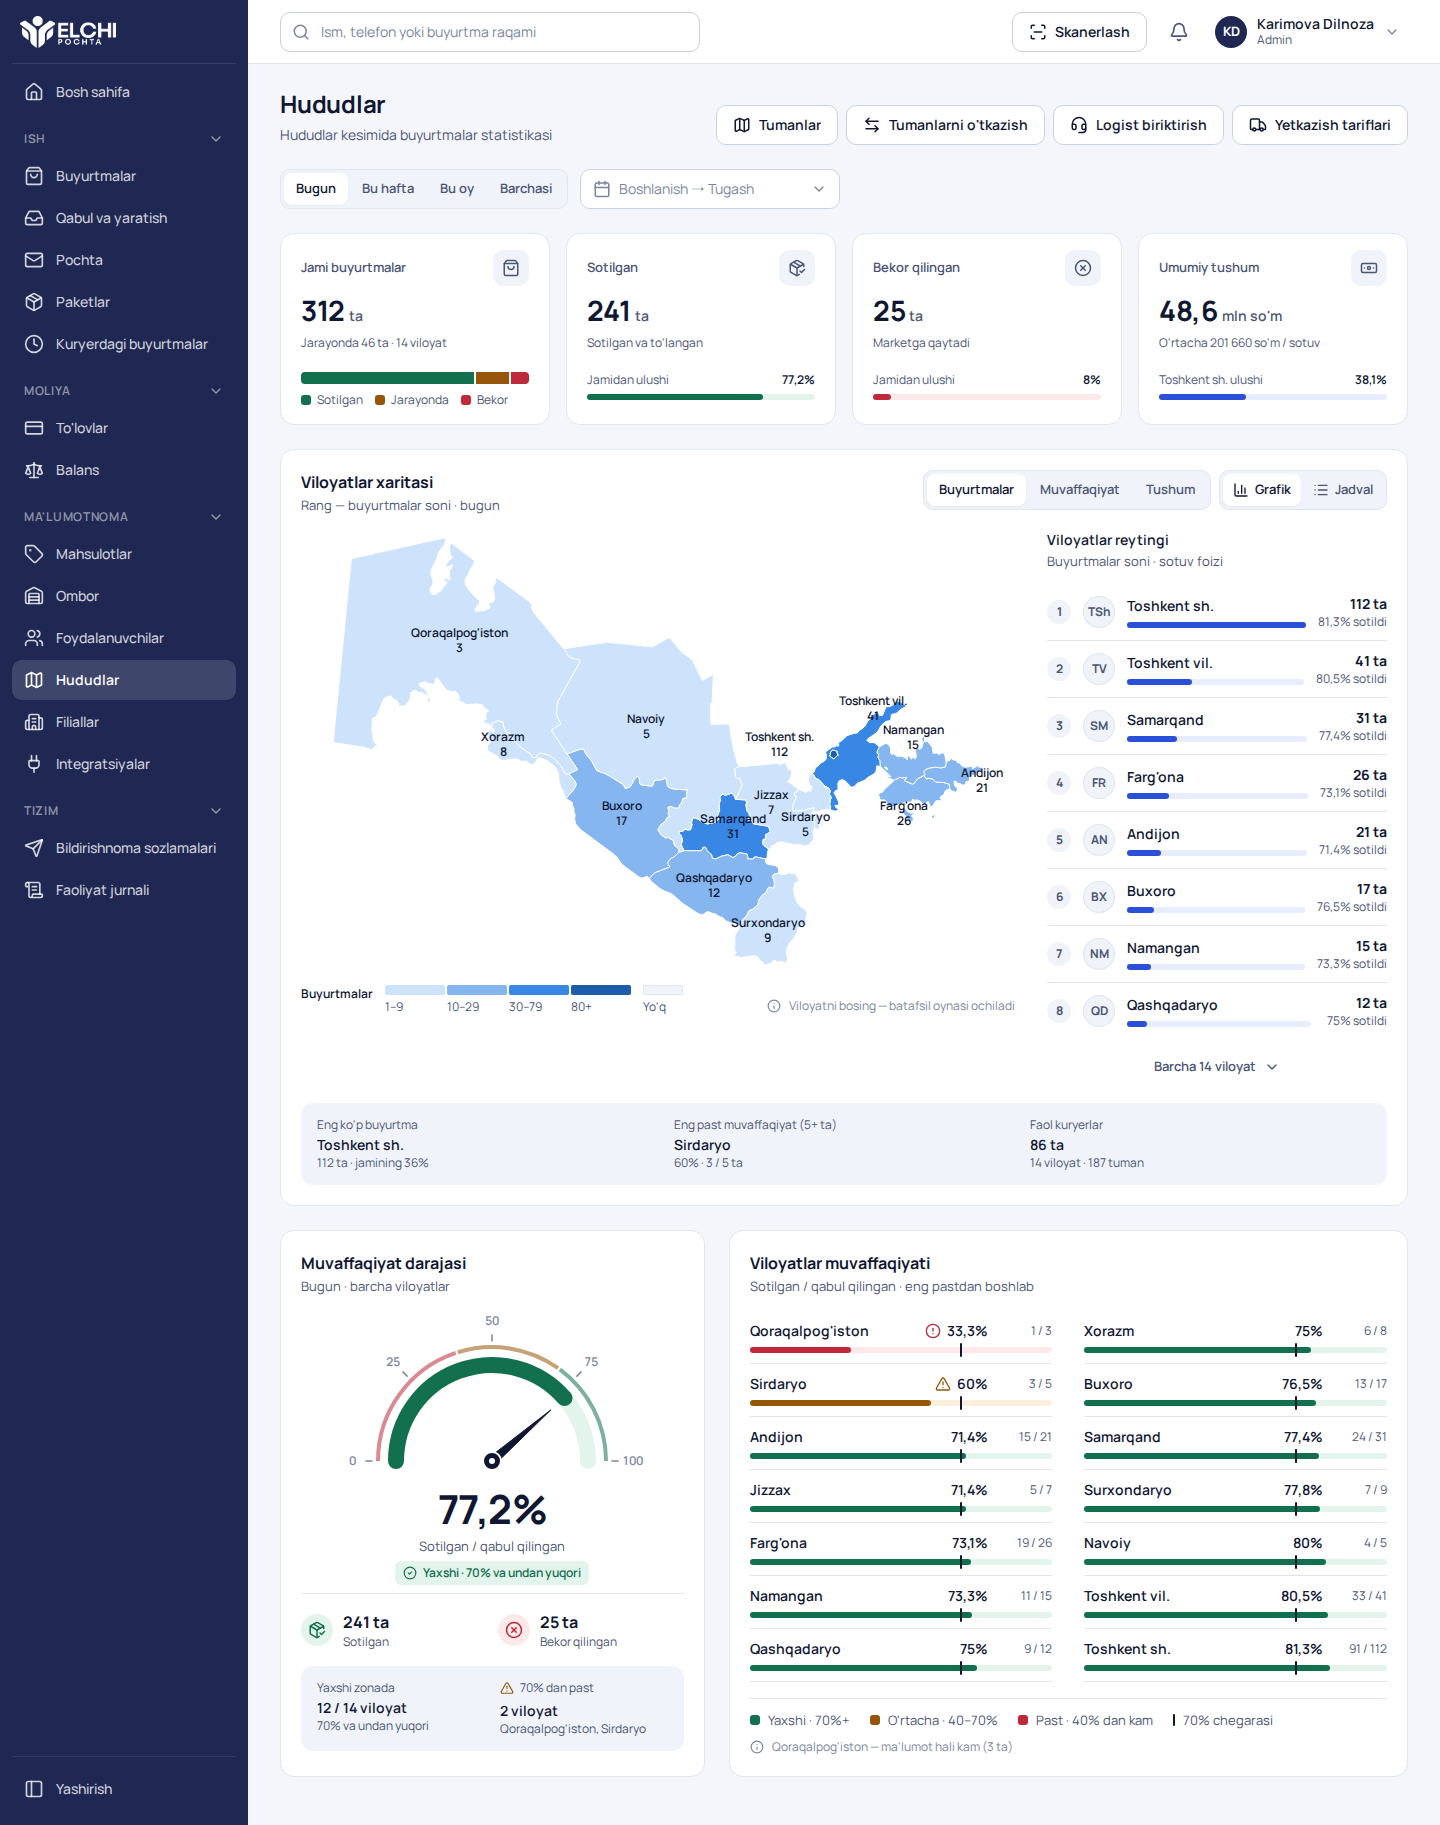 ELCHI
POCHTA
Bosh sahifa
ISH
Buyurtmalar
Qabul va yaratish
Pochta
Paketlar
Kuryerdagi buyurtmalar
MOLIYA
To'lovlar
Balans
MA'LUMOTNOMA
Mahsulotlar
Ombor
Foydalanuvchilar
Hududlar
Filiallar
Integratsiyalar
TIZIM
Bildirishnoma sozlamalari
Faoliyat jurnali
Yashirish
Ism, telefon yoki buyurtma raqami
Skanerlash
KD
Karimova Dilnoza
Admin
Hududlar
Hududlar kesimida buyurtmalar statistikasi
Tumanlar
Tumanlarni o'tkazish
Logist biriktirish
Yetkazish tariflari
Bugun
Bu hafta
Bu oy
Barchasi
Boshlanish → Tugash
Jami buyurtmalar
312 ta
Jarayonda 46 ta · 14 viloyat
Sotilgan
Jarayonda
Bekor
Sotilgan
241 ta
Sotilgan va to'langan
Jamidan ulushi 77,2%
Bekor qilingan
25 ta
Marketga qaytadi
Jamidan ulushi 8%
Umumiy tushum
48,6 mln so'm
O'rtacha 201 660 so'm / sotuv
Toshkent sh. ulushi 38,1%
Viloyatlar xaritasi
Rang — buyurtmalar soni · bugun
Buyurtmalar
Muvaffaqiyat
Tushum
Grafik
Jadval
Qoraqalpog'iston
3
Xorazm
8
Navoiy
5
Buxoro
17
Samarqand
31
Jizzax
7
Sirdaryo
5
Toshkent sh.
112
Toshkent vil.
41
Namangan
15
Andijon
21
Farg'ona
26
Qashqadaryo
12
Surxondaryo
9
Buyurtmalar
1–9
10–29
30–79
80+
Yo'q
Viloyatni bosing — batafsil oynasi ochiladi
Viloyatlar reytingi
Buyurtmalar soni · sotuv foizi
1 TSh Toshkent sh. 112 ta
81,3% sotildi
2 TV Toshkent vil. 41 ta
80,5% sotildi
3 SM Samarqand 31 ta
77,4% sotildi
4 FR Farg'ona 26 ta
73,1% sotildi
5 AN Andijon 21 ta
71,4% sotildi
6 BX Buxoro 17 ta
76,5% sotildi
7 NM Namangan 15 ta
73,3% sotildi
8 QD Qashqadaryo 12 ta
75% sotildi
Barcha 14 viloyat
Eng ko'p buyurtma
Toshkent sh.
112 ta · jamining 36%
Eng past muvaffaqiyat (5+ ta)
Sirdaryo
60% · 3 / 5 ta
Faol kuryerlar
86 ta
14 viloyat · 187 tuman
Muvaffaqiyat darajasi
Bugun · barcha viloyatlar
0
25
50
75
100
77,2%
Sotilgan / qabul qilingan
Yaxshi · 70% va undan yuqori
241 ta
Sotilgan
25 ta
Bekor qilingan
Yaxshi zonada
12 / 14 viloyat
70% va undan yuqori
70% dan past
2 viloyat
Qoraqalpog'iston, Sirdaryo
Viloyatlar muvaffaqiyati
Sotilgan / qabul qilingan · eng pastdan boshlab
Qoraqalpog'iston 33,3% 1 / 3
Sirdaryo 60% 3 / 5
Andijon 71,4% 15 / 21
Jizzax 71,4% 5 / 7
Farg'ona 73,1% 19 / 26
Namangan 73,3% 11 / 15
Qashqadaryo 75% 9 / 12
Xorazm 75% 6 / 8
Buxoro 76,5% 13 / 17
Samarqand 77,4% 24 / 31
Surxondaryo 77,8% 7 / 9
Navoiy 80% 4 / 5
Toshkent vil. 80,5% 33 / 41
Toshkent sh. 81,3% 91 / 112
Yaxshi · 70%+
O'rtacha · 40–70%
Past · 40% dan kam
70% chegarasi
Qoraqalpog'iston — ma'lumot hali kam (3 ta)